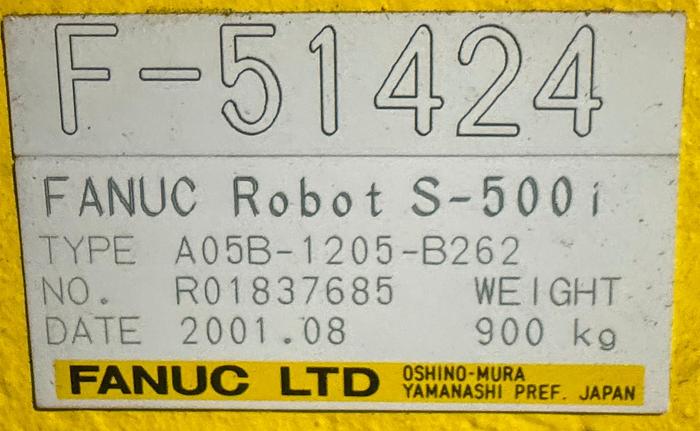 F-51424
FANUC Robot S-500i
TYPE A05B-1205-B262
NO. R01837685 WEIGHT
DATE 2001.08 900 kg
FANUC LTD OSHINO-MURA
YAMANASHI PREF. JAPAN